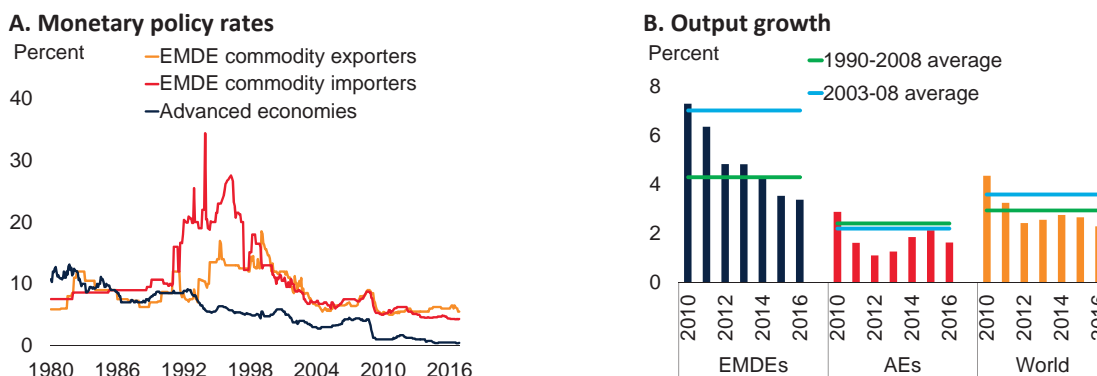 A. Monetary policy rates
Percent
EMDE commodity exporters
EMDE commodity importers
Advanced economies
40
30
20
10
0
1980 1986 1992 1998 2004 2010 2016
B. Output growth
Percent
1990-2008 average
2003-08 average
8
6
4
2
0
2010 2012 2014 2016 2010 2012 2014 2016 2010 2012 2014 2016
EMDEs AEs World